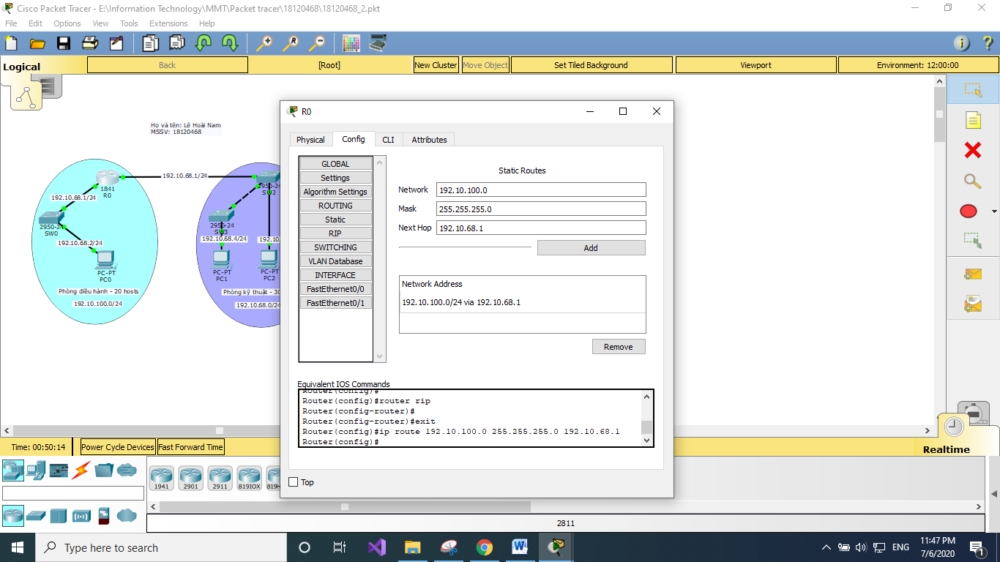 Cisco Packet Tracer - E:\Information Technology\MMT\Packet tracer\18120468\18120468_2.pkt
File Edit Options View Tools Extensions Help
Logical
Back
[Root]
New Cluster
Move Object
Set Tiled Background
Viewport
Environment: 12:00:00
Họ và tên: Lê Hoài Nam
MSSV: 18120468
192.10.68.1/24
1841
R0
192.10.68.1/24
2950-24
SW0
192.10.68.2/24
PC-PT
PC0
Phòng điều hành - 20 hosts
192.10.100.0/24
2950-24
SW2
2950-24
SW3
192.10.68.4/24
192.10.
PC-PT
PC1
PC-PT
PC2
Phòng kỹ thuật - 30
192.10.68.0/24
R0
Physical
Config
CLI
Attributes
GLOBAL
Settings
Algorithm Settings
ROUTING
Static
RIP
SWITCHING
VLAN Database
INTERFACE
FastEthernet0/0
FastEthernet0/1
Static Routes
Network 192.10.100.0
Mask 255.255.255.0
Next Hop 192.10.68.1
Add
Network Address
192.10.100.0/24 via 192.10.68.1
Remove
Equivalent IOS Commands
Router(config)#
Router(config)#router rip
Router(config-router)#
Router(config-router)#exit
Router(config)#ip route 192.10.100.0 255.255.255.0 192.10.68.1
Router(config)#
Top
Time: 00:50:14
Power Cycle Devices
Fast Forward Time
Realtime
1941
2901
2911
819IOX
819H
2811
Type here to search
ENG
11:47 PM
7/6/2020
1